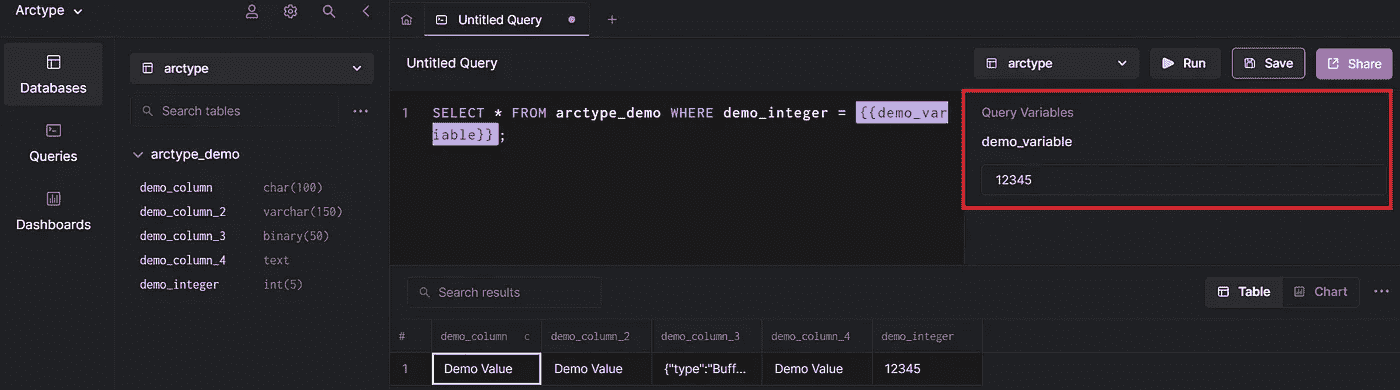 Arctype
Databases
Queries
Dashboards
arctype
Search tables
arctype_demo
demo_column char(100)
demo_column_2 varchar(150)
demo_column_3 binary(50)
demo_column_4 text
demo_integer int(5)
Untitled Query
Untitled Query
arctype
Run
Save
Share
1 SELECT * FROM arctype_demo WHERE demo_integer = {{demo_var
iable}};
Query Variables
demo_variable
12345
Search results
Table
Chart
# demo_column c demo_column_2 demo_column_3 demo_column_4 demo_integer
1 Demo Value Demo Value {"type":"Buff... Demo Value 12345